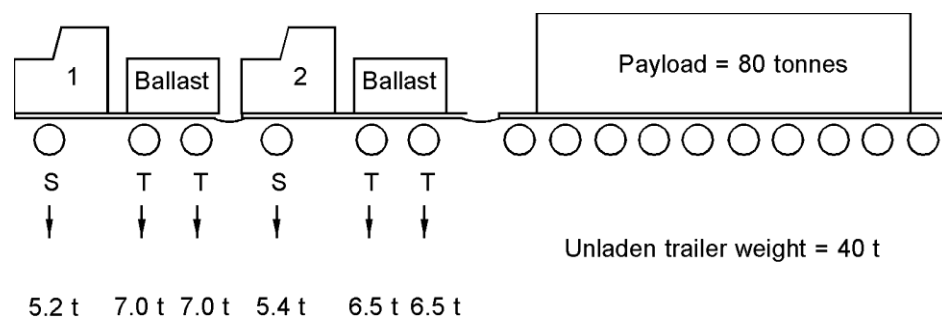 1 Ballast 2 Ballast Payload = 80 tonnes
S T T S T T
Unladen trailer weight = 40 t
5.2 t 7.0 t 7.0 t 5.4 t 6.5 t 6.5 t